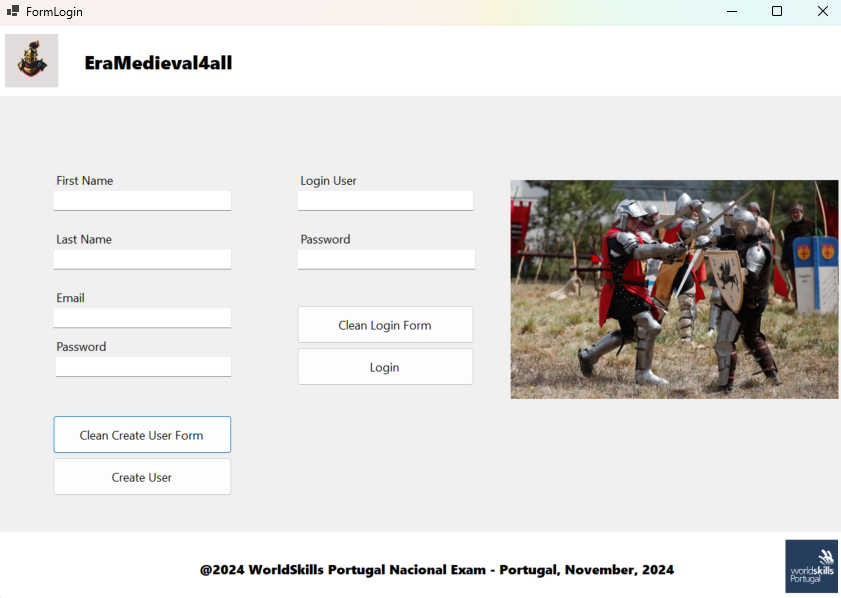 FormLogin
EraMedieval4all
First Name
Last Name
Email
Password
Clean Create User Form
Create User
Login User
Password
Clean Login Form
Login
@2024 WorldSkills Portugal Nacional Exam - Portugal, November, 2024
worldskills
Portugal